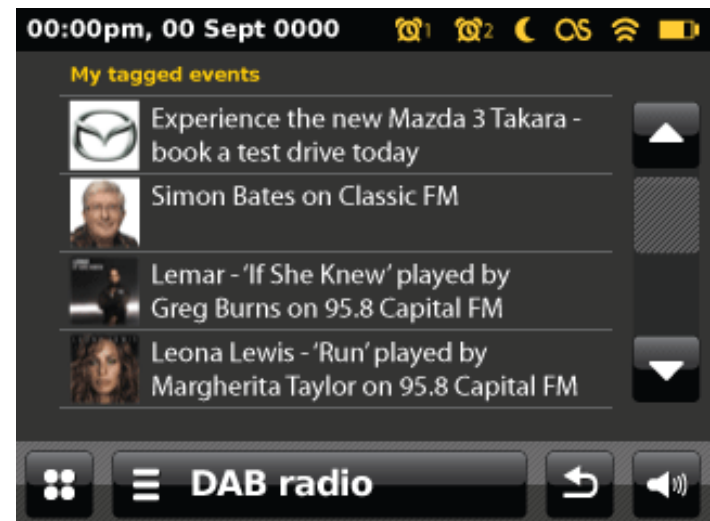 00:00pm, 00 Sept 0000 1 2
My tagged events
Experience the new Mazda 3 Takara -
book a test drive today
Simon Bates on Classic FM
Lemar - ‘If She Knew’ played by
Greg Burns on 95.8 Capital FM
Leona Lewis - ‘Run’ played by
Margherita Taylor on 95.8 Capital FM
DAB radio